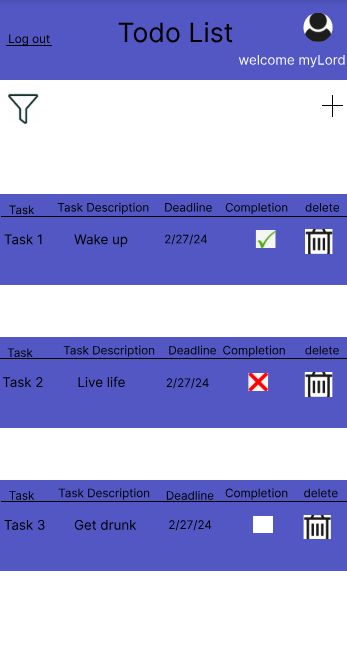 Todo List
Log out
welcome myLord
Task Task Description Deadline Completion delete
Task 1 Wake up 2/27/24
Task Task Description Deadline Completion delete
Task 2 Live life 2/27/24
Task Task Description Deadline Completion delete
Task 3 Get drunk 2/27/24